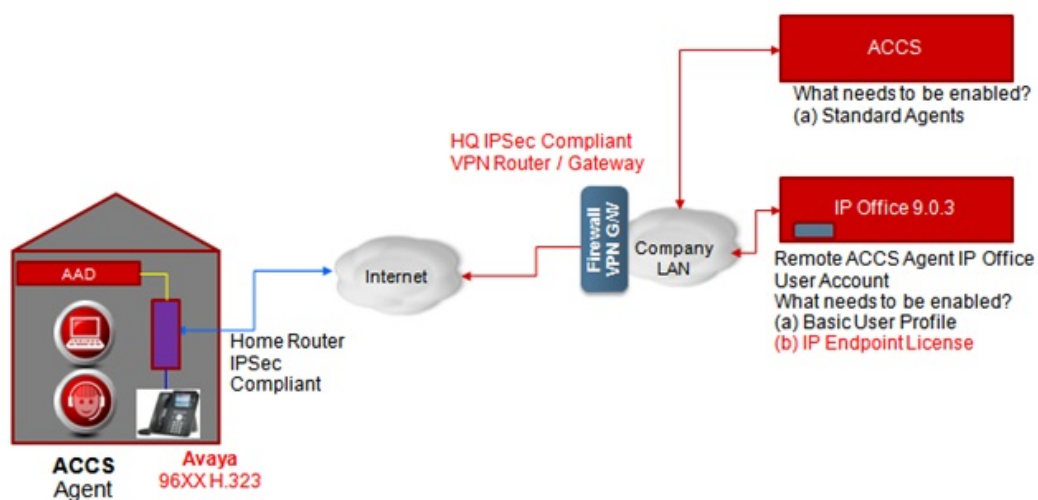 ACCS
What needs to be enabled?
(a) Standard Agents
HQ IPSec Compliant
VPN Router / Gateway
IP Office 9.0.3
Firewall
VPN G/W
Company
LAN
Internet
AAD
Remote ACCS Agent IP Office
User Account
What needs to be enabled?
(a) Basic User Profile
(b) IP Endpoint License
Home Router
IPSec
Compliant
ACCS
Agent
Avaya
96XX H.323